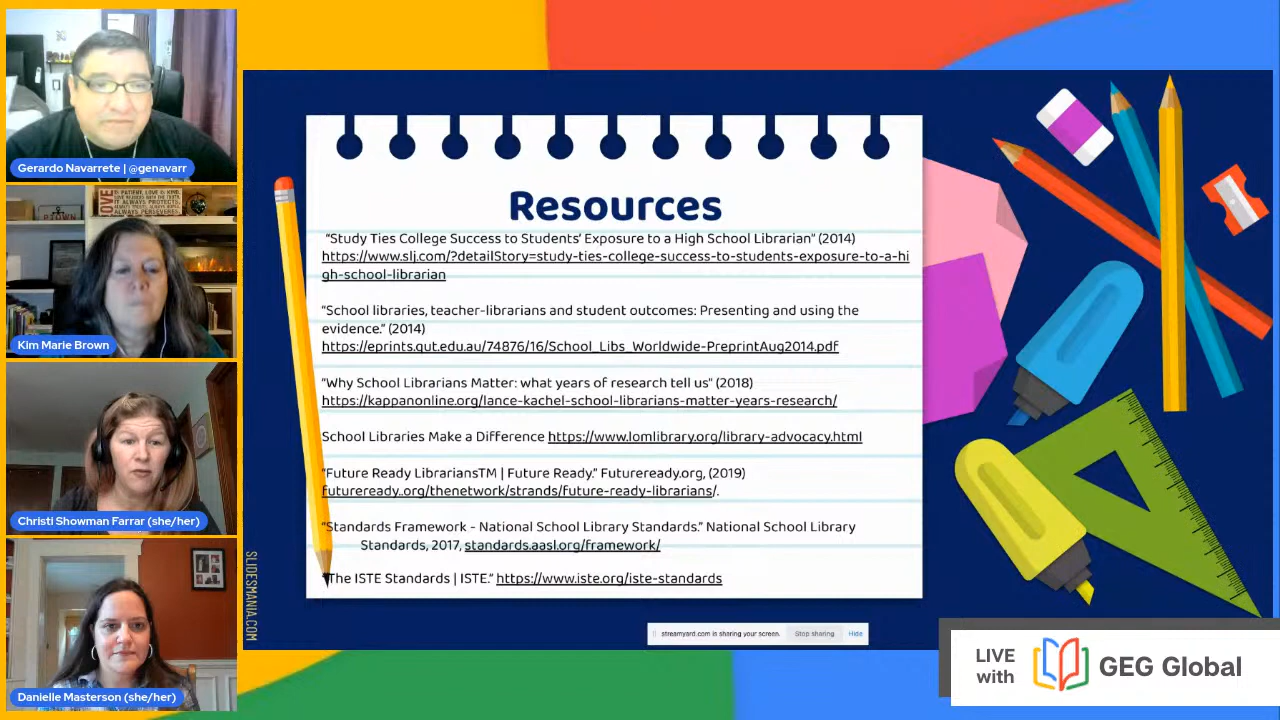 Gerardo Navarrete | @genavarr
Kim Marie Brown
Christi Showman Farrar (she/her)
Danielle Masterson (she/her)
Resources
"Study Ties College Success to Students' Exposure to a High School Librarian" (2014)
https://www.slj.com/?detailStory=study-ties-college-success-to-students-exposure-to-a-hi
gh-school-librarian
"School libraries, teacher-librarians and student outcomes: Presenting and using the
evidence." (2014)
https://eprints.qut.edu.au/74876/16/School_Libs_Worldwide-PreprintAug2014.pdf
"Why School Librarians Matter: what years of research tell us" (2018)
https://kappanonline.org/lance-kachel-school-librarians-matter-years-research/
School Libraries Make a Difference https://www.lomlibrary.org/library-advocacy.html
"Future Ready LibrariansTM | Future Ready." Futureready.org, (2019)
futureready..org/thenetwork/strands/future-ready-librarians/.
"Standards Framework - National School Library Standards." National School Library
Standards, 2017, standards.aasl.org/framework/
"The ISTE Standards | ISTE." https://www.iste.org/iste-standards
SLIDESMANIA.COM
streamyard.com is sharing your screen. Stop sharing Hide
LIVE
with
GEG Global